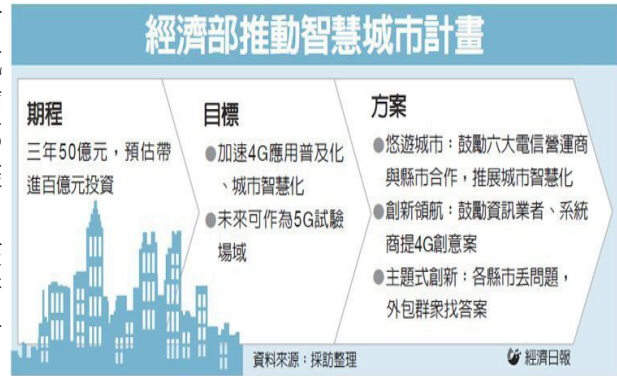 經濟部推動智慧城市計畫
期程
三年50億元，預估帶
進百億元投資
目標
●加速4G應用普及化
、城市智慧化
●未來可作為5G試驗
場域
方案
●悠遊城市：鼓勵六大電信營運商
與縣市合作，推展城市智慧化
●創新領航：鼓勵資訊業者、系統
商提4G創意案
●主題式創新：各縣市丟問題，
外包群眾找答案
資料來源：採訪整理
經濟日報